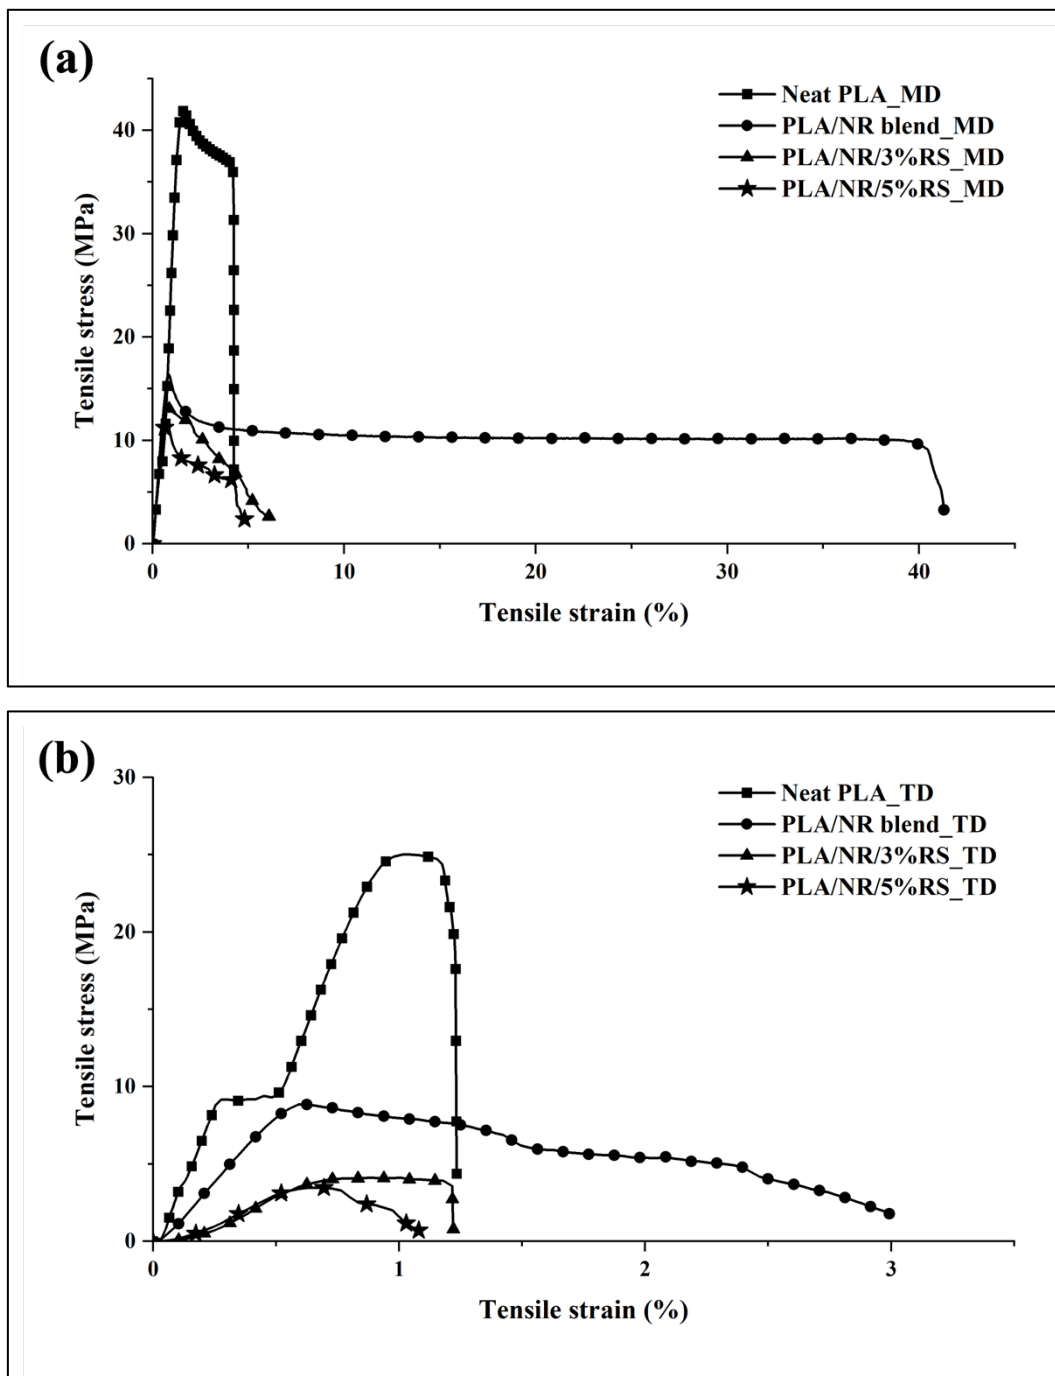 (a)
Neat PLA_MD
PLA/NR blend_MD
PLA/NR/3%RS_MD
PLA/NR/5%RS_MD
40
30
20
10
0
Tensile stress (MPa)
0 10 20 30 40
Tensile strain (%)
(b)
Neat PLA_TD
PLA/NR blend_TD
PLA/NR/3%RS_TD
PLA/NR/5%RS_TD
30
20
10
0
Tensile stress (MPa)
0 1 2 3
Tensile strain (%)